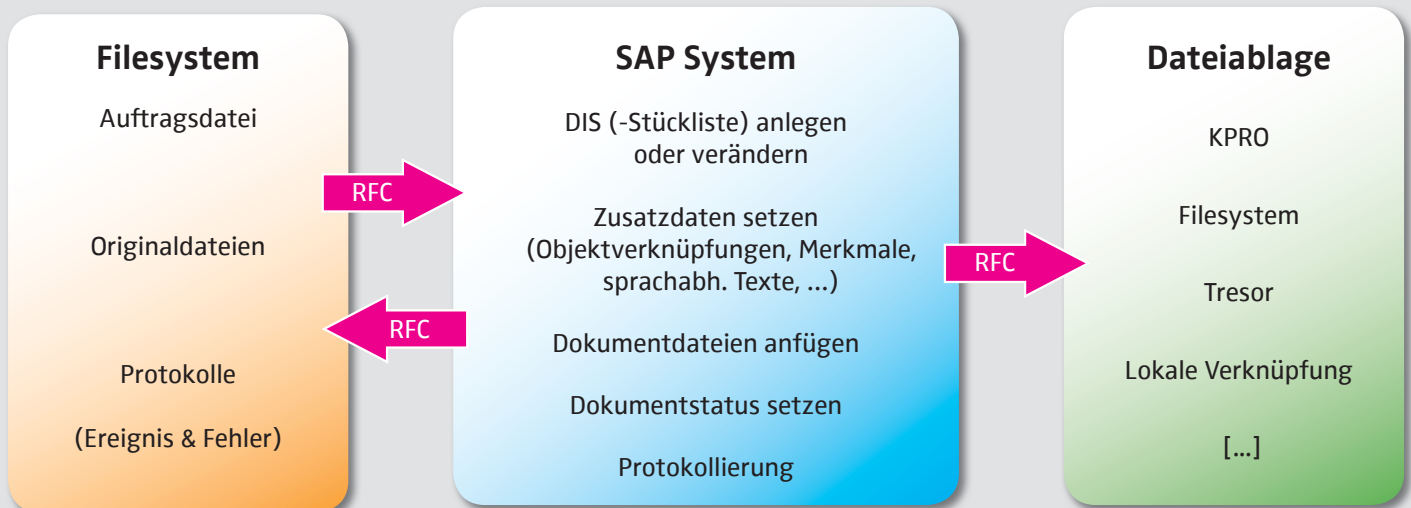 Filesystem
Auftragsdatei
Originaldateien
Protokolle
(Ereignis & Fehler)
RFC
RFC
SAP System
DIS (-Stückliste) anlegen
oder verändern
Zusatzdaten setzen
(Objektverknüpfungen, Merkmale,
sprachabh. Texte, ...)
Dokumentdateien anfügen
Dokumentstatus setzen
Protokollierung
RFC
Dateiablage
KPRO
Filesystem
Tresor
Lokale Verknüpfung
[...]